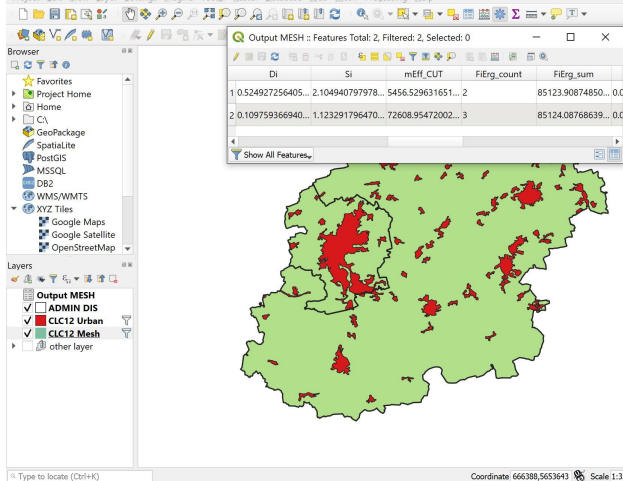 Output MESH :: Features Total: 2, Filtered: 2, Selected: 0
Di Si mEff_CUT FiErg_count FiErg_sum
1 0.524927256405... 2.104940797978... 5456.529631651... 2 85123.90874850... 0.0
2 0.109759366940... 1.123291796470... 72608.95472002... 3 85124.08768639... 0.0
Show All Features
Browser
Favorites
Project Home
Home
C:\
GeoPackage
SpatiaLite
PostGIS
MSSQL
DB2
WMS/WMTS
XYZ Tiles
Google Maps
Google Satellite
OpenStreetMap
Layers
Output MESH
ADMIN DIS
CLC12 Urban
CLC12 Mesh
other layer
Type to locate (Ctrl+K)
Coordinate 666388,5653643 Scale 1:3